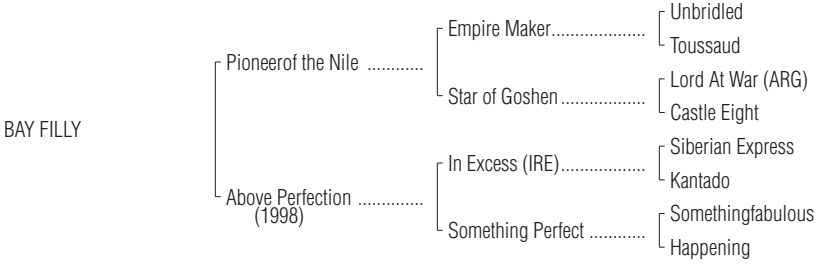 Unbridled
Empire Maker.....................
Toussaud
Pioneerof the Nile ............
Lord At War (ARG)
Star of Goshen..................
Castle Eight
BAY FILLY
Siberian Express
In Excess (IRE)..................
Kantado
Above Perfection ..............
(1998)
Somethingfabulous
Something Perfect ............
Happening